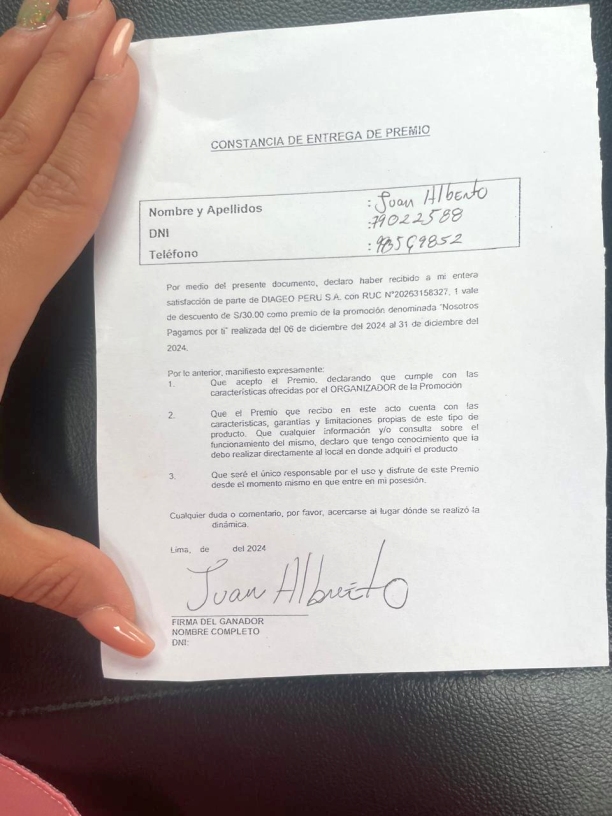 CONSTANCIA DE ENTREGA DE PREMIO
Nombre y Apellidos : Juan Alberto
DNI : 79022588
Teléfono :
Por medio del presente documento, declaro haber recibido a mi entera
satisfacción de parte de DIAGEO PERU S.A. con RUC N°20263158327, 1 vale
de descuento de S/30.00 como premio de la promoción denominada "Nosotros
Pagamos por ti" realizada del 06 de diciembre del 2024 al 31 de diciembre del
2024.
Por lo anterior, manifiesto expresamente:
1. Que acepto el Premio, declarando que cumple con las
características ofrecidas por el ORGANIZADOR de la Promoción
2. Que el Premio que recibo en este acto cuenta con las
características, garantías y limitaciones propias de este tipo de
producto. Que cualquier información y/o consulta sobre el
funcionamiento del mismo, declaro que tengo conocimiento que la
debo realizar directamente al local en donde adquirí el producto
3. Que seré el único responsable por el uso y disfrute de este Premio
desde el momento mismo en que entre en mi posesión.
Cualquier duda o comentario, por favor, acercarse al lugar dónde se realizó la
dinámica.
Lima, de del 2024
Juan Alberto
FIRMA DEL GANADOR
NOMBRE COMPLETO
DNI: